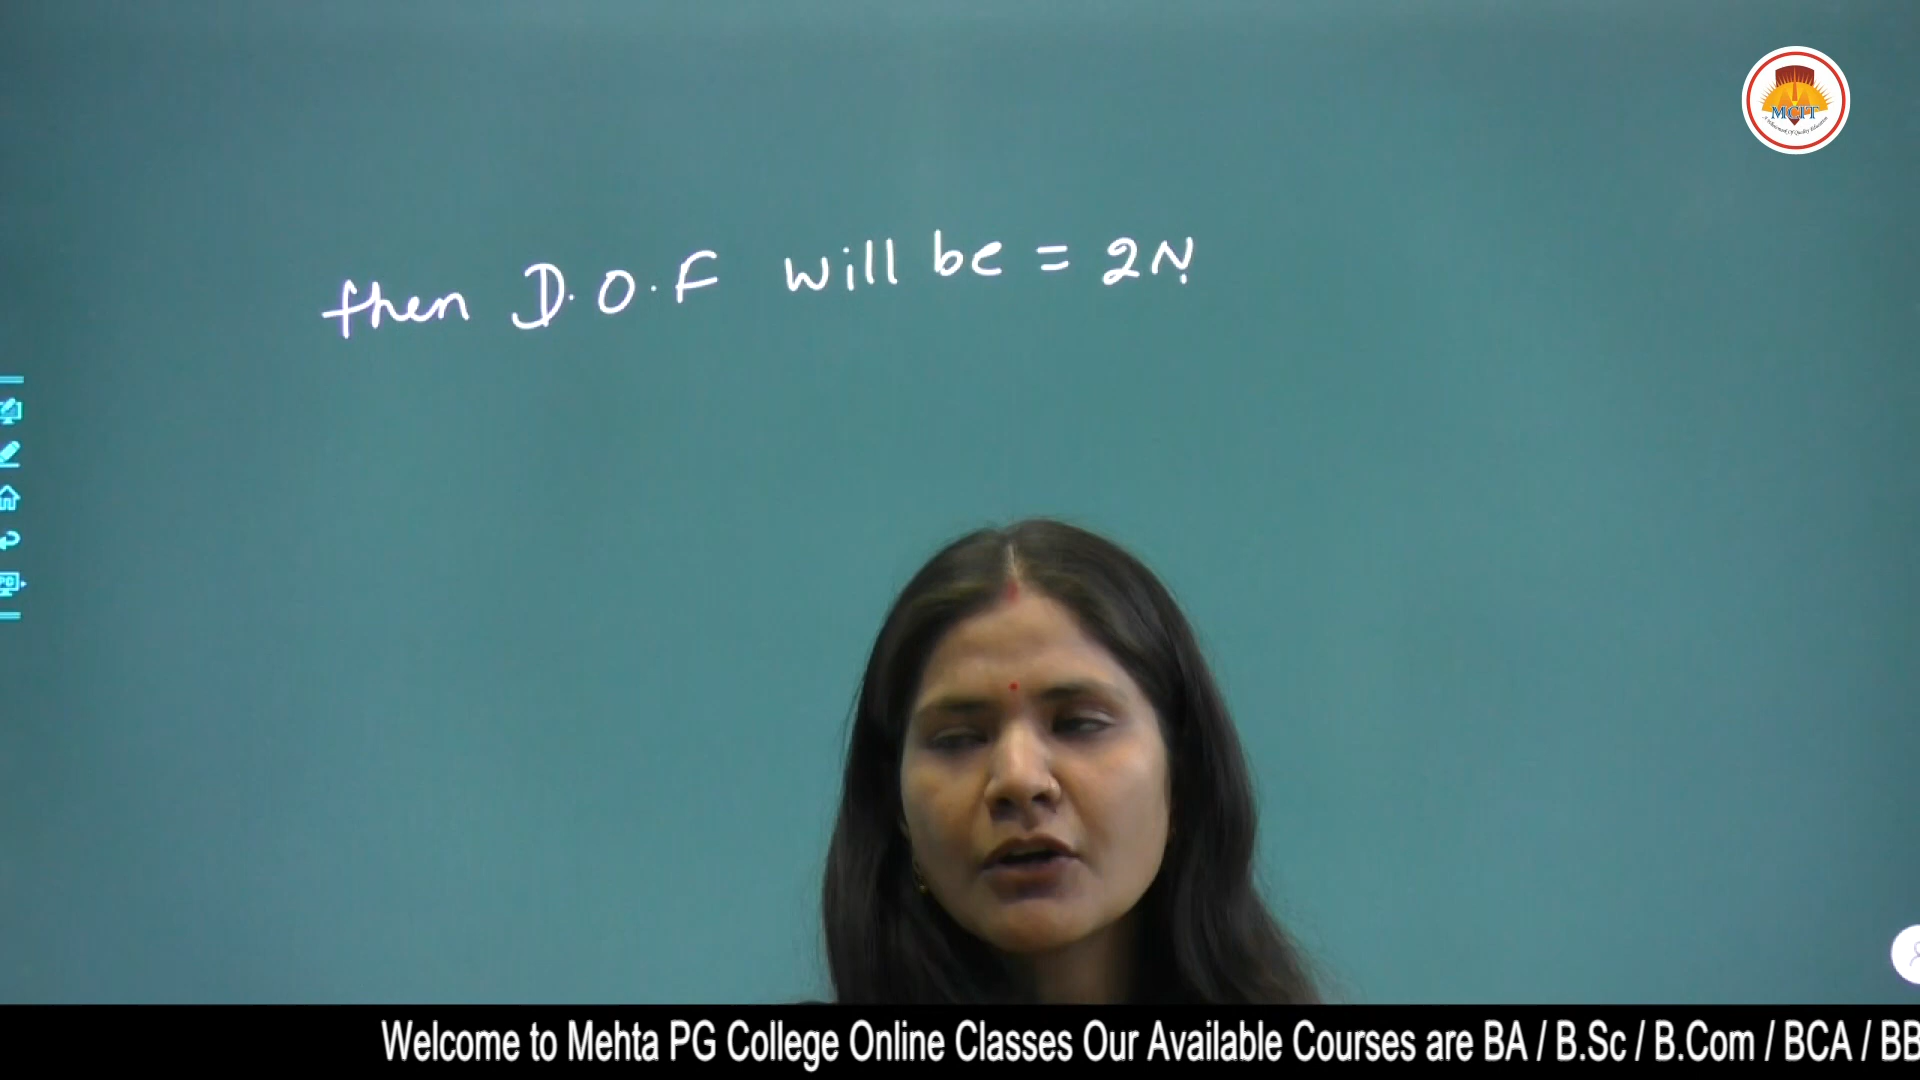 MCIT
then D.O.F will be = 2N
Welcome to Mehta PG College Online Classes Our Available Courses are BA / B.Sc / B.Com / BCA / BB